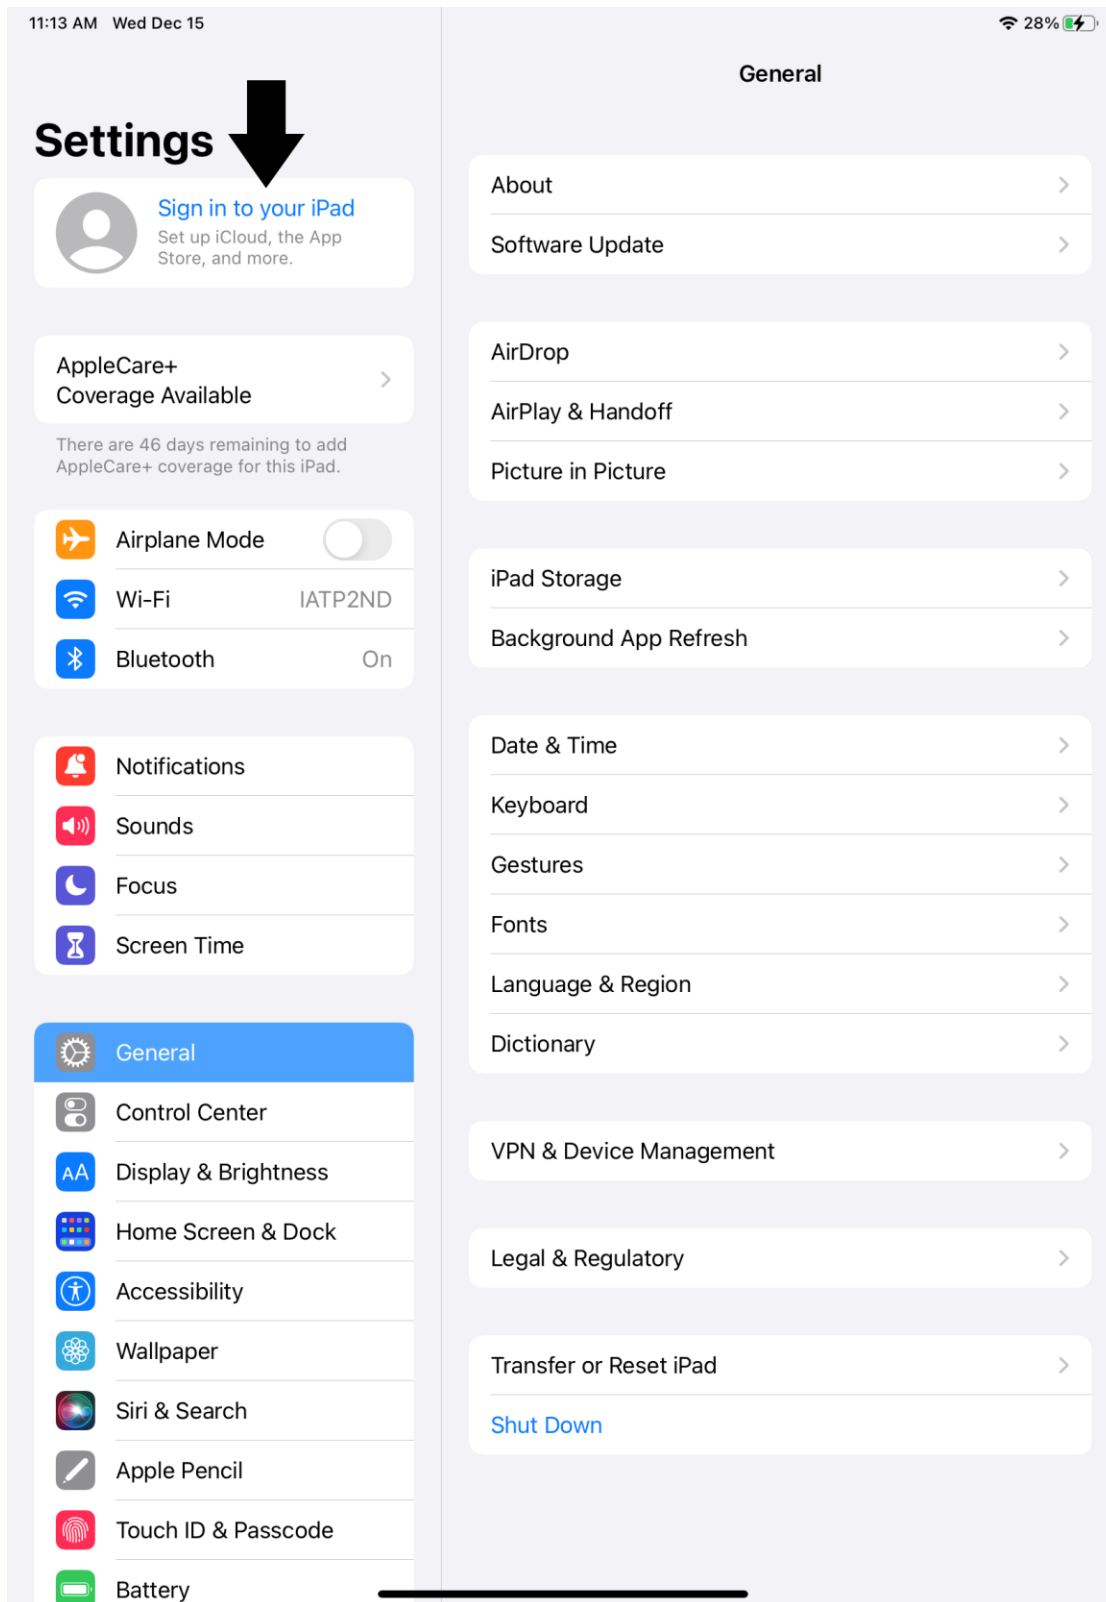 11:13 AM Wed Dec 15
28%
Settings
Sign in to your iPad
Set up iCloud, the App
Store, and more.
AppleCare+
Coverage Available
There are 46 days remaining to add
AppleCare+ coverage for this iPad.
Airplane Mode
Wi-Fi IATP2ND
Bluetooth On
Notifications
Sounds
Focus
Screen Time
General
Control Center
AA Display & Brightness
Home Screen & Dock
Accessibility
Wallpaper
Siri & Search
Apple Pencil
Touch ID & Passcode
Battery
General
About
Software Update
AirDrop
AirPlay & Handoff
Picture in Picture
iPad Storage
Background App Refresh
Date & Time
Keyboard
Gestures
Fonts
Language & Region
Dictionary
VPN & Device Management
Legal & Regulatory
Transfer or Reset iPad
Shut Down